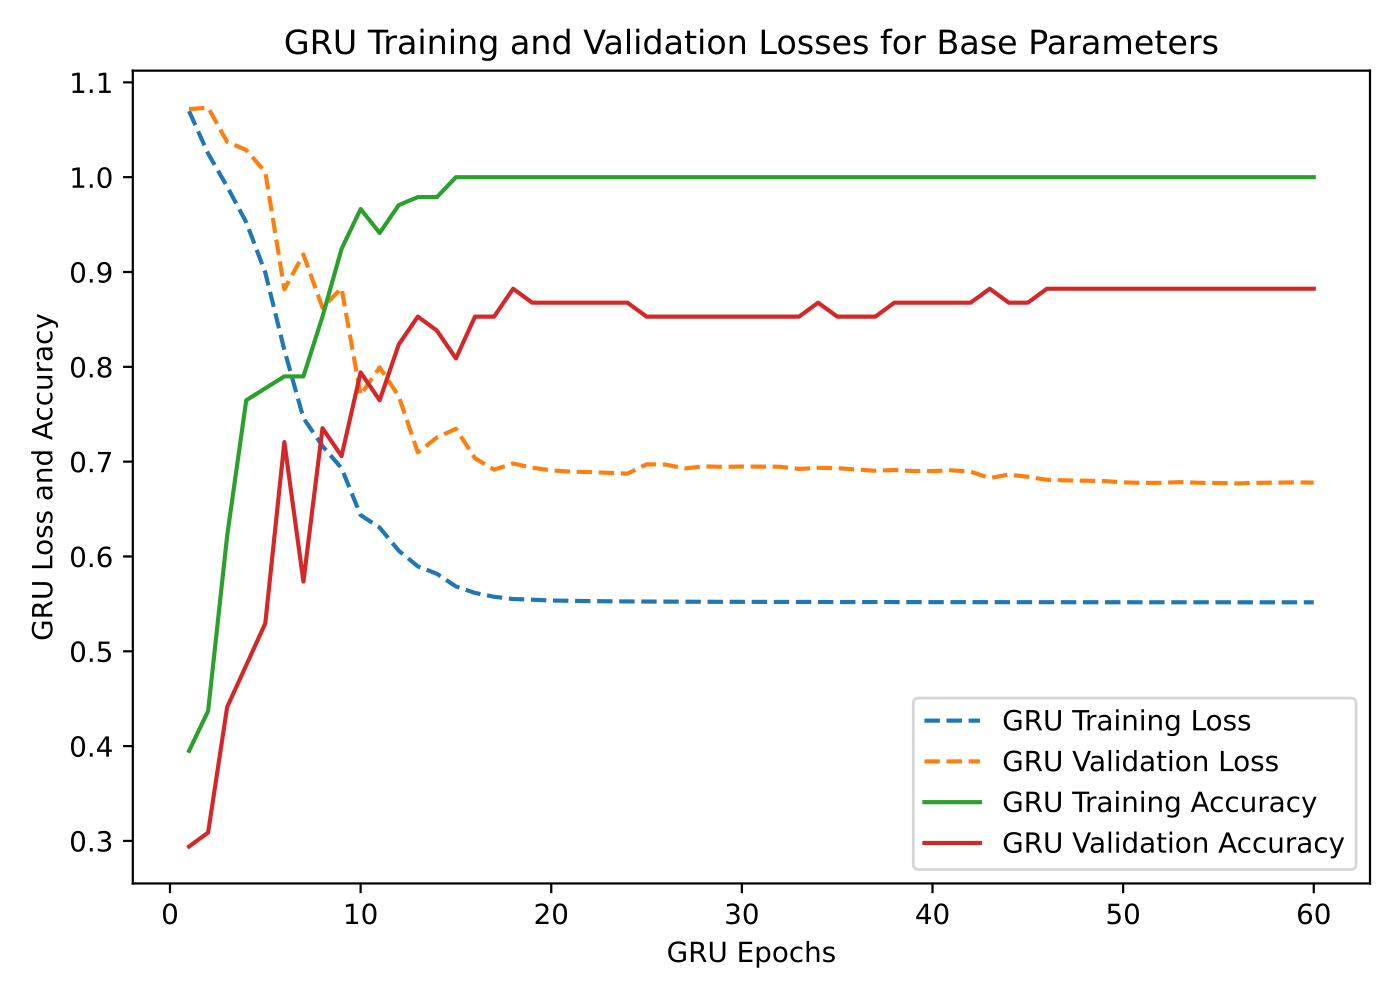 GRU Training and Validation Losses for Base Parameters
1.1
1.0
0.9
0.8
0.7
0.6
0.5
0.4
0.3
GRU Loss and Accuracy
GRU Training Loss
GRU Validation Loss
GRU Training Accuracy
GRU Validation Accuracy
0 10 20 30 40 50 60
GRU Epochs